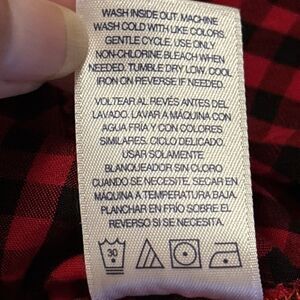 WASH INSIDE OUT. MACHINE
WASH COLD WITH LIKE COLORS.
GENTLE CYCLE. USE ONLY
NON-CHLORINE BLEACH WHEN
NEEDED. TUMBLE DRY LOW. COOL
IRON ON REVERSE IF NEEDED.
VOLTEAR AL REVÉS ANTES DEL
LAVADO. LAVAR A MÁQUINA CON
AGUA FRÍA Y CON COLORES
SIMILARES. CICLO DELICADO.
USAR SOLAMENTE
BLANQUEADOR SIN CLORO
CUANDO SE NECESITE. SECAR EN
MÁQUINA A TEMPERATURA BAJA.
PLANCHAR EN FRÍO SOBRE EL
REVERSO SI SE NECESITA.
30